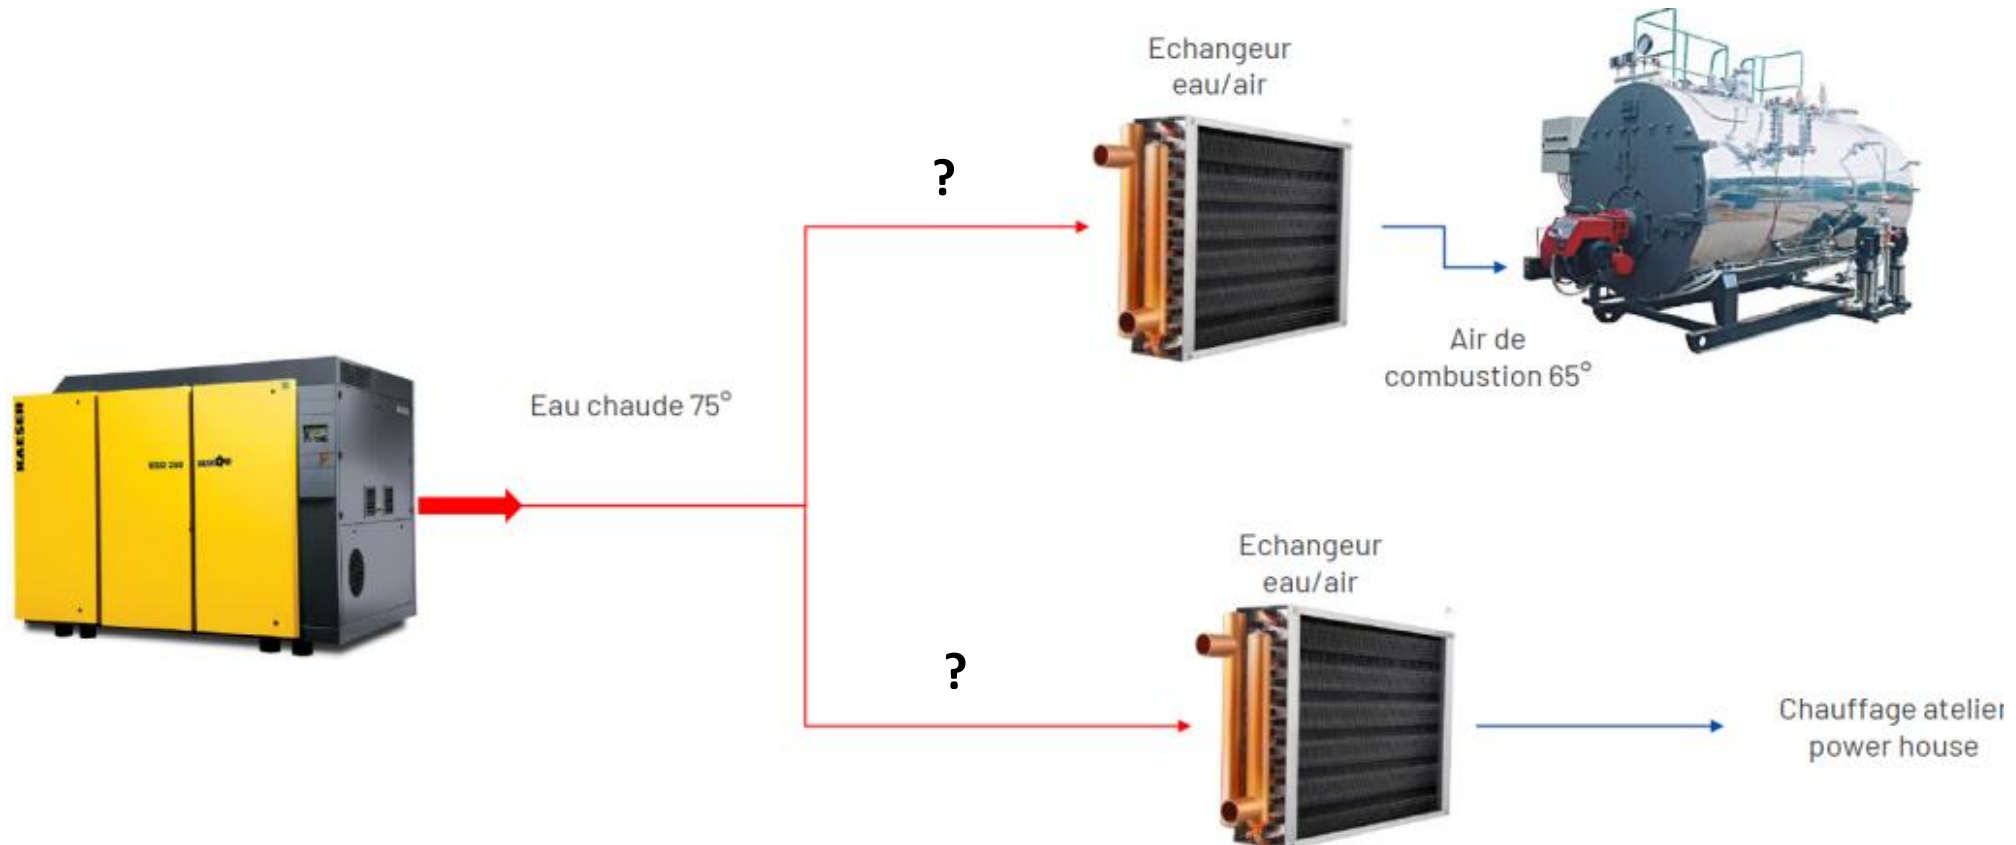 Echangeur
eau/air
?
Air de
combustion 65°
KAESER
Eau chaude 75°
Echangeur
eau/air
?
Chauffage atelier
power house